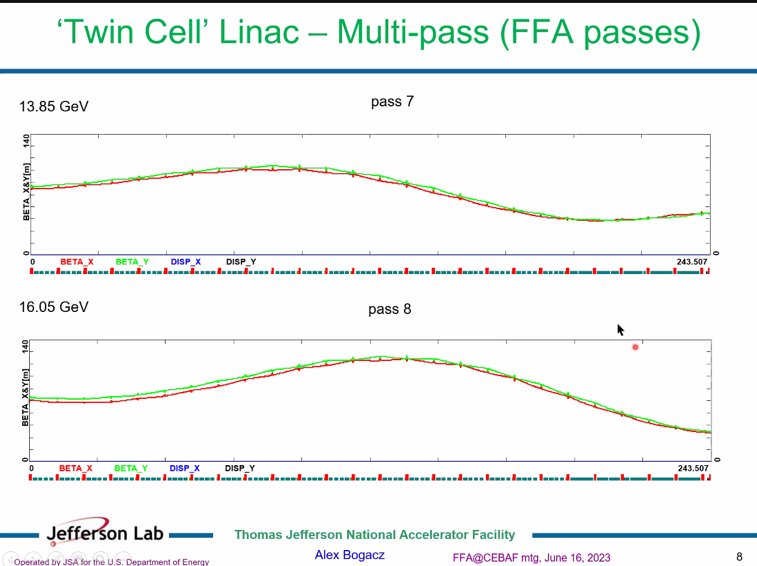 ‘Twin Cell’ Linac – Multi-pass (FFA passes)
13.85 GeV
pass 7
140
BETA_X&Y[m]
0
0
0 BETA_X BETA_Y DISP_X DISP_Y 243.507
16.05 GeV
pass 8
140
BETA_X&Y[m]
0
0
0 BETA_X BETA_Y DISP_X DISP_Y 243.507
Jefferson Lab
Thomas Jefferson National Accelerator Facility
Operated by JSA for the U.S. Department of Energy
Alex Bogacz
FFA@CEBAF mtg, June 16, 2023
8